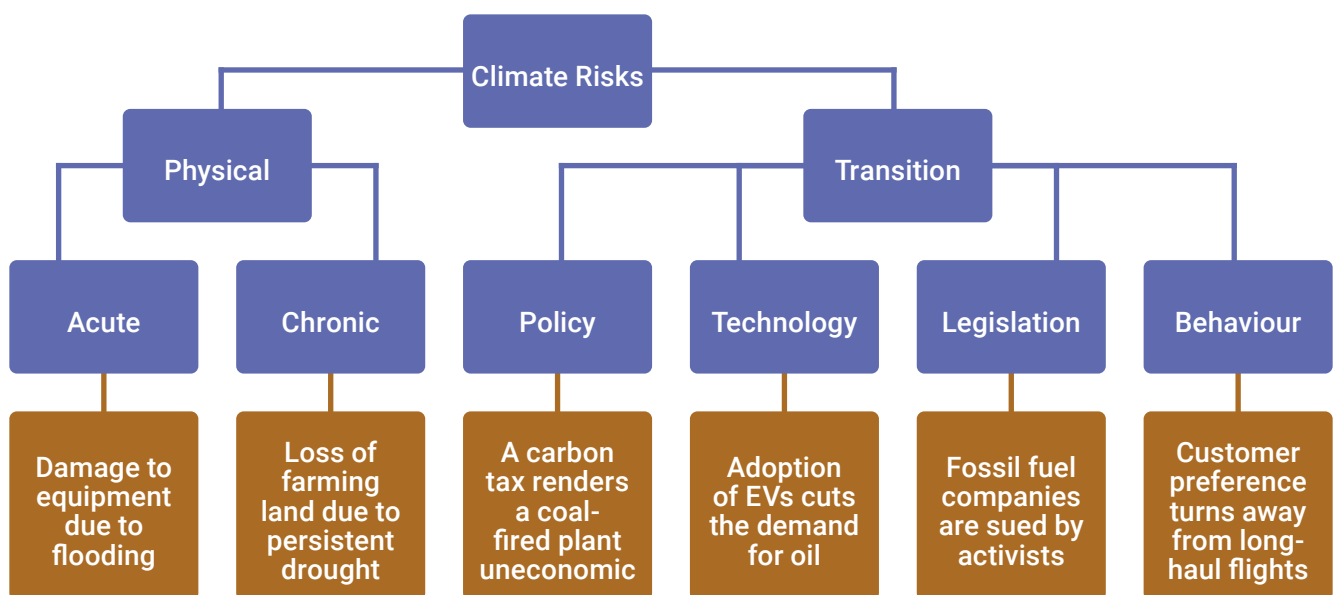 Climate Risks
Physical
Transition
Acute
Chronic
Policy
Technology
Legislation
Behaviour
Damage to
equipment
due to
flooding
Loss of
farming
land due to
persistent
drought
A carbon
tax renders
a coal-
fired plant
uneconomic
Adoption
of EVs cuts
the demand
for oil
Fossil fuel
companies
are sued by
activists
Customer
preference
turns away
from long-
haul flights